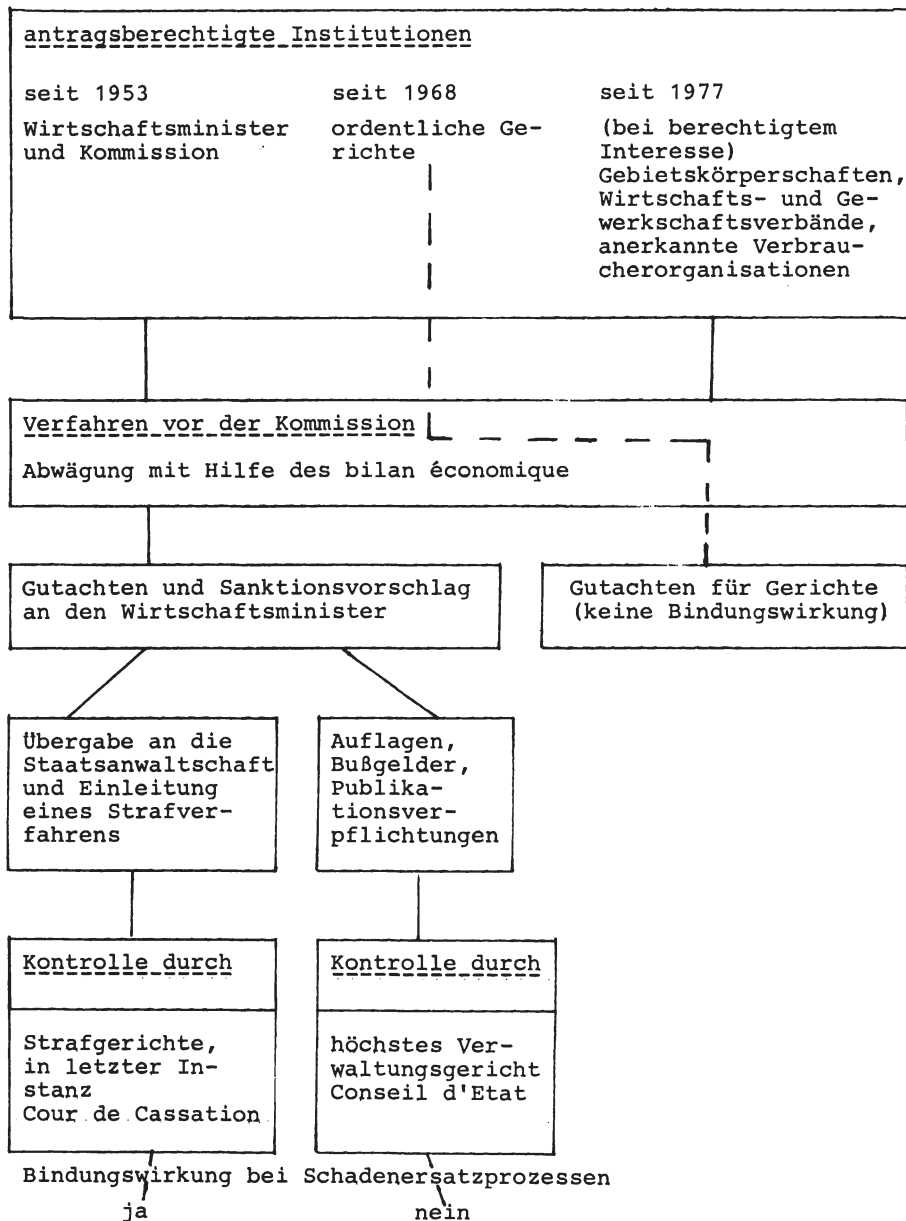 antragsberechtigte Institutionen
seit 1953
Wirtschaftsminister
und Kommission
seit 1968
ordentliche Ge-
richte
seit 1977
(bei berechtigtem
Interesse)
Gebietskörperschaften,
Wirtschafts- und Ge-
werkschaftsverbände,
anerkannte Verbrau-
cherorganisationen
Verfahren vor der Kommission
Abwägung mit Hilfe des bilan économique
Gutachten und Sanktionsvorschlag
an den Wirtschaftsminister
Gutachten für Gerichte
(keine Bindungswirkung)
Übergabe an die
Staatsanwaltschaft
und Einleitung
eines Strafver-
fahrens
Auflagen,
Bußgelder,
Publika-
tionsver-
pflichtungen
Kontrolle durch
Strafgerichte,
in letzter In-
stanz
Cour de Cassation
Kontrolle durch
höchstes Ver-
waltungsgericht
Conseil d'Etat
Bindungswirkung bei Schadenersatzprozessen
ja
nein